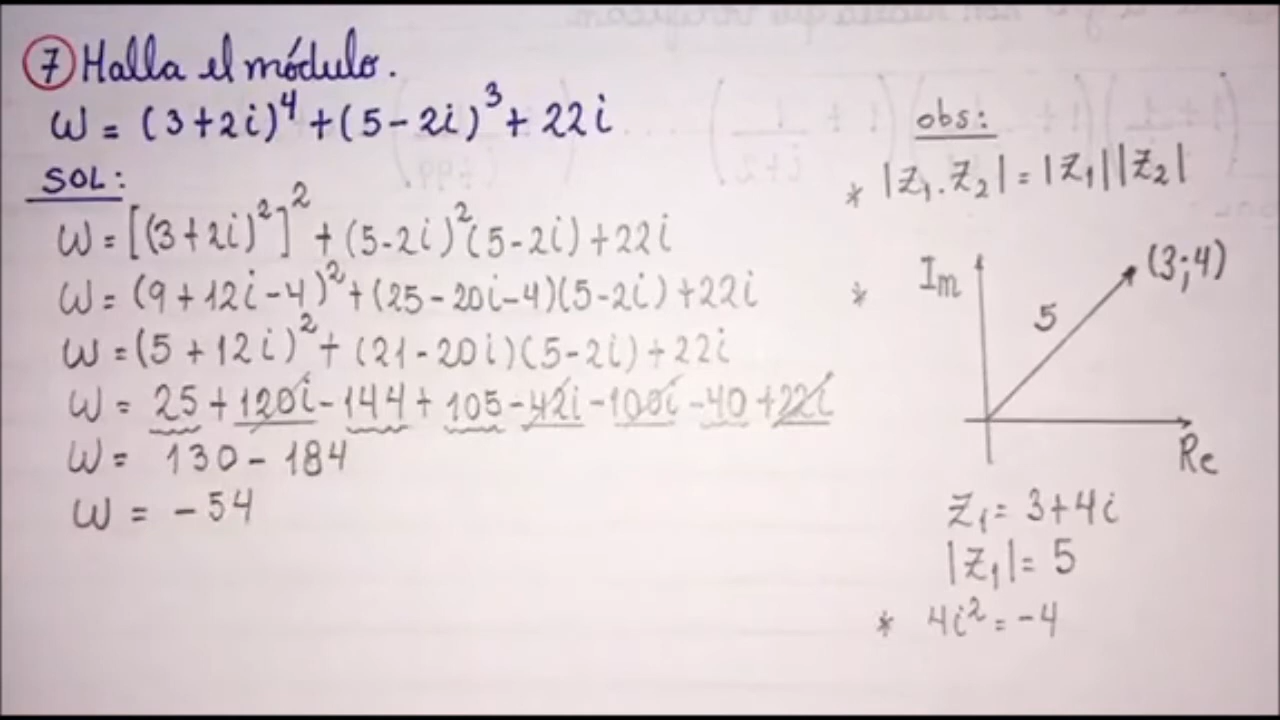 7 Halla el módulo.
W = (3+2i)⁴ + (5-2i)³ + 22i
SOL:
W = [(3+2i)²]² + (5-2i)²(5-2i) + 22i
W = (9+12i-4)² + (25-20i-4)(5-2i) + 22i
W = (5+12i)² + (21-20i)(5-2i) + 22i
W = 25 + 120i - 144 + 105 - 42i - 100i - 40 + 22i
W = 130 - 184
W = -54
obs:
* |Z₁.Z₂| = |Z₁||Z₂|
* Im
(3;4)
5
Re
Z₁ = 3+4i
|Z₁| = 5
* 4i² = -4